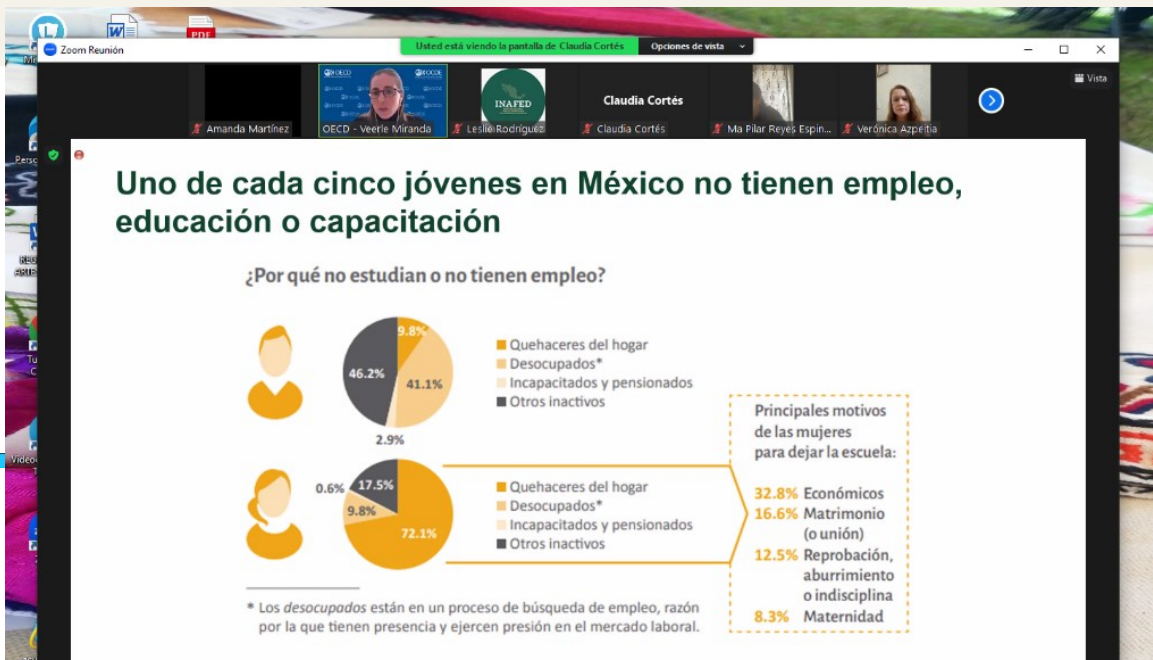 PDF
Zoom Reunión
Usted está viendo la pantalla de Claudia Cortés
Opciones de vista
Vista
OECD
OCDE
INAFED
Claudia Cortés
Amanda Martínez
OECD - Veerle Miranda
Leslie Rodríguez
Claudia Cortés
Ma Pilar Reyes Espin...
Verónica Azpeitia
Uno de cada cinco jóvenes en México no tienen empleo,
educación o capacitación
¿Por qué no estudian o no tienen empleo?
9.8%
46.2%
41.1%
2.9%
Quehaceres del hogar
Desocupados*
Incapacitados y pensionados
Otros inactivos
0.6%
17.5%
9.8%
72.1%
Quehaceres del hogar
Desocupados*
Incapacitados y pensionados
Otros inactivos
Principales motivos
de las mujeres
para dejar la escuela:
32.8% Económicos
16.6% Matrimonio
(o unión)
12.5% Reprobación,
aburrimiento
o indisciplina
8.3% Maternidad
* Los desocupados están en un proceso de búsqueda de empleo, razón
por la que tienen presencia y ejercen presión en el mercado laboral.